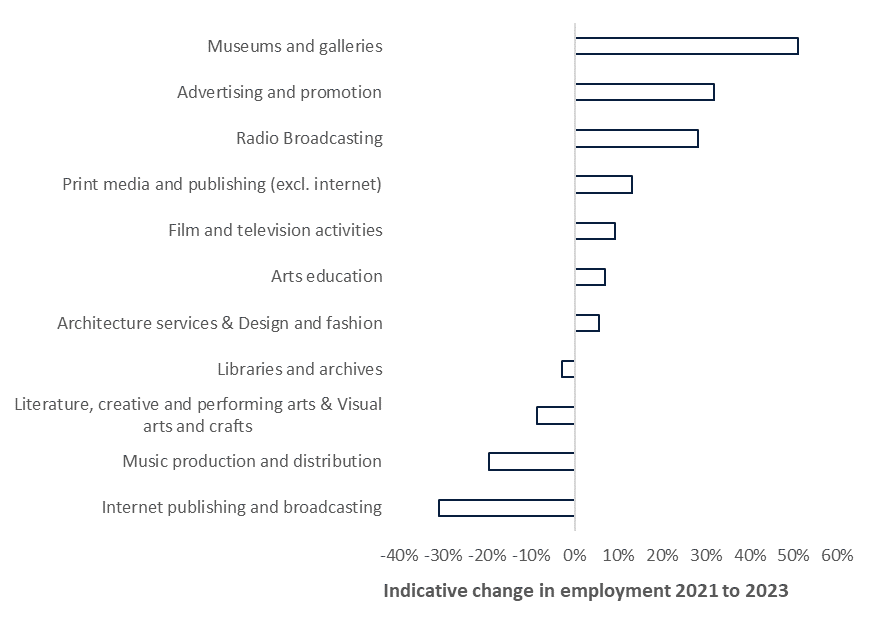 Museums and galleries
Advertising and promotion
Radio Broadcasting
Print media and publishing (excl. internet)
Film and television activities
Arts education
Architecture services & Design and fashion
Libraries and archives
Literature, creative and performing arts & Visual
arts and crafts
Music production and distribution
Internet publishing and broadcasting
-40% -30% -20% -10% 0% 10% 20% 30% 40% 50% 60%
Indicative change in employment 2021 to 2023